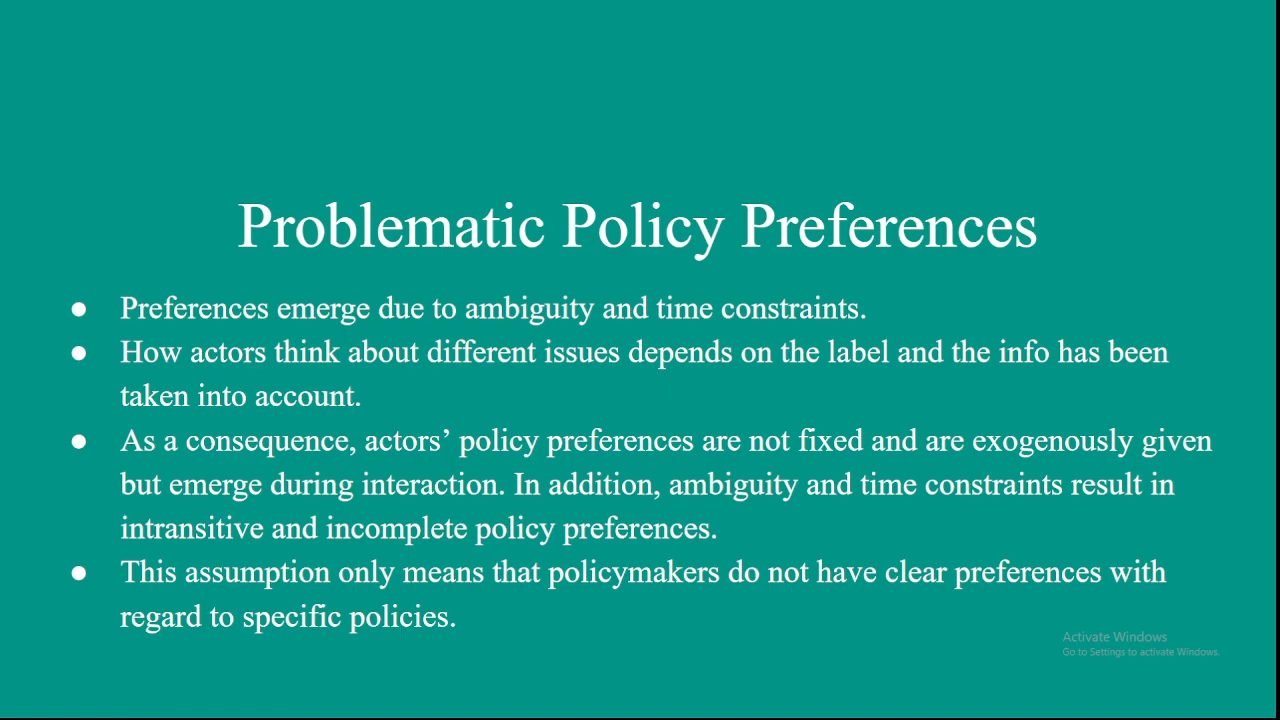 Problematic Policy Preferences
● Preferences emerge due to ambiguity and time constraints.
● How actors think about different issues depends on the label and the info has been
taken into account.
● As a consequence, actors’ policy preferences are not fixed and are exogenously given
but emerge during interaction. In addition, ambiguity and time constraints result in
intransitive and incomplete policy preferences.
● This assumption only means that policymakers do not have clear preferences with
regard to specific policies.
Activate Windows
Go to Settings to activate Windows.